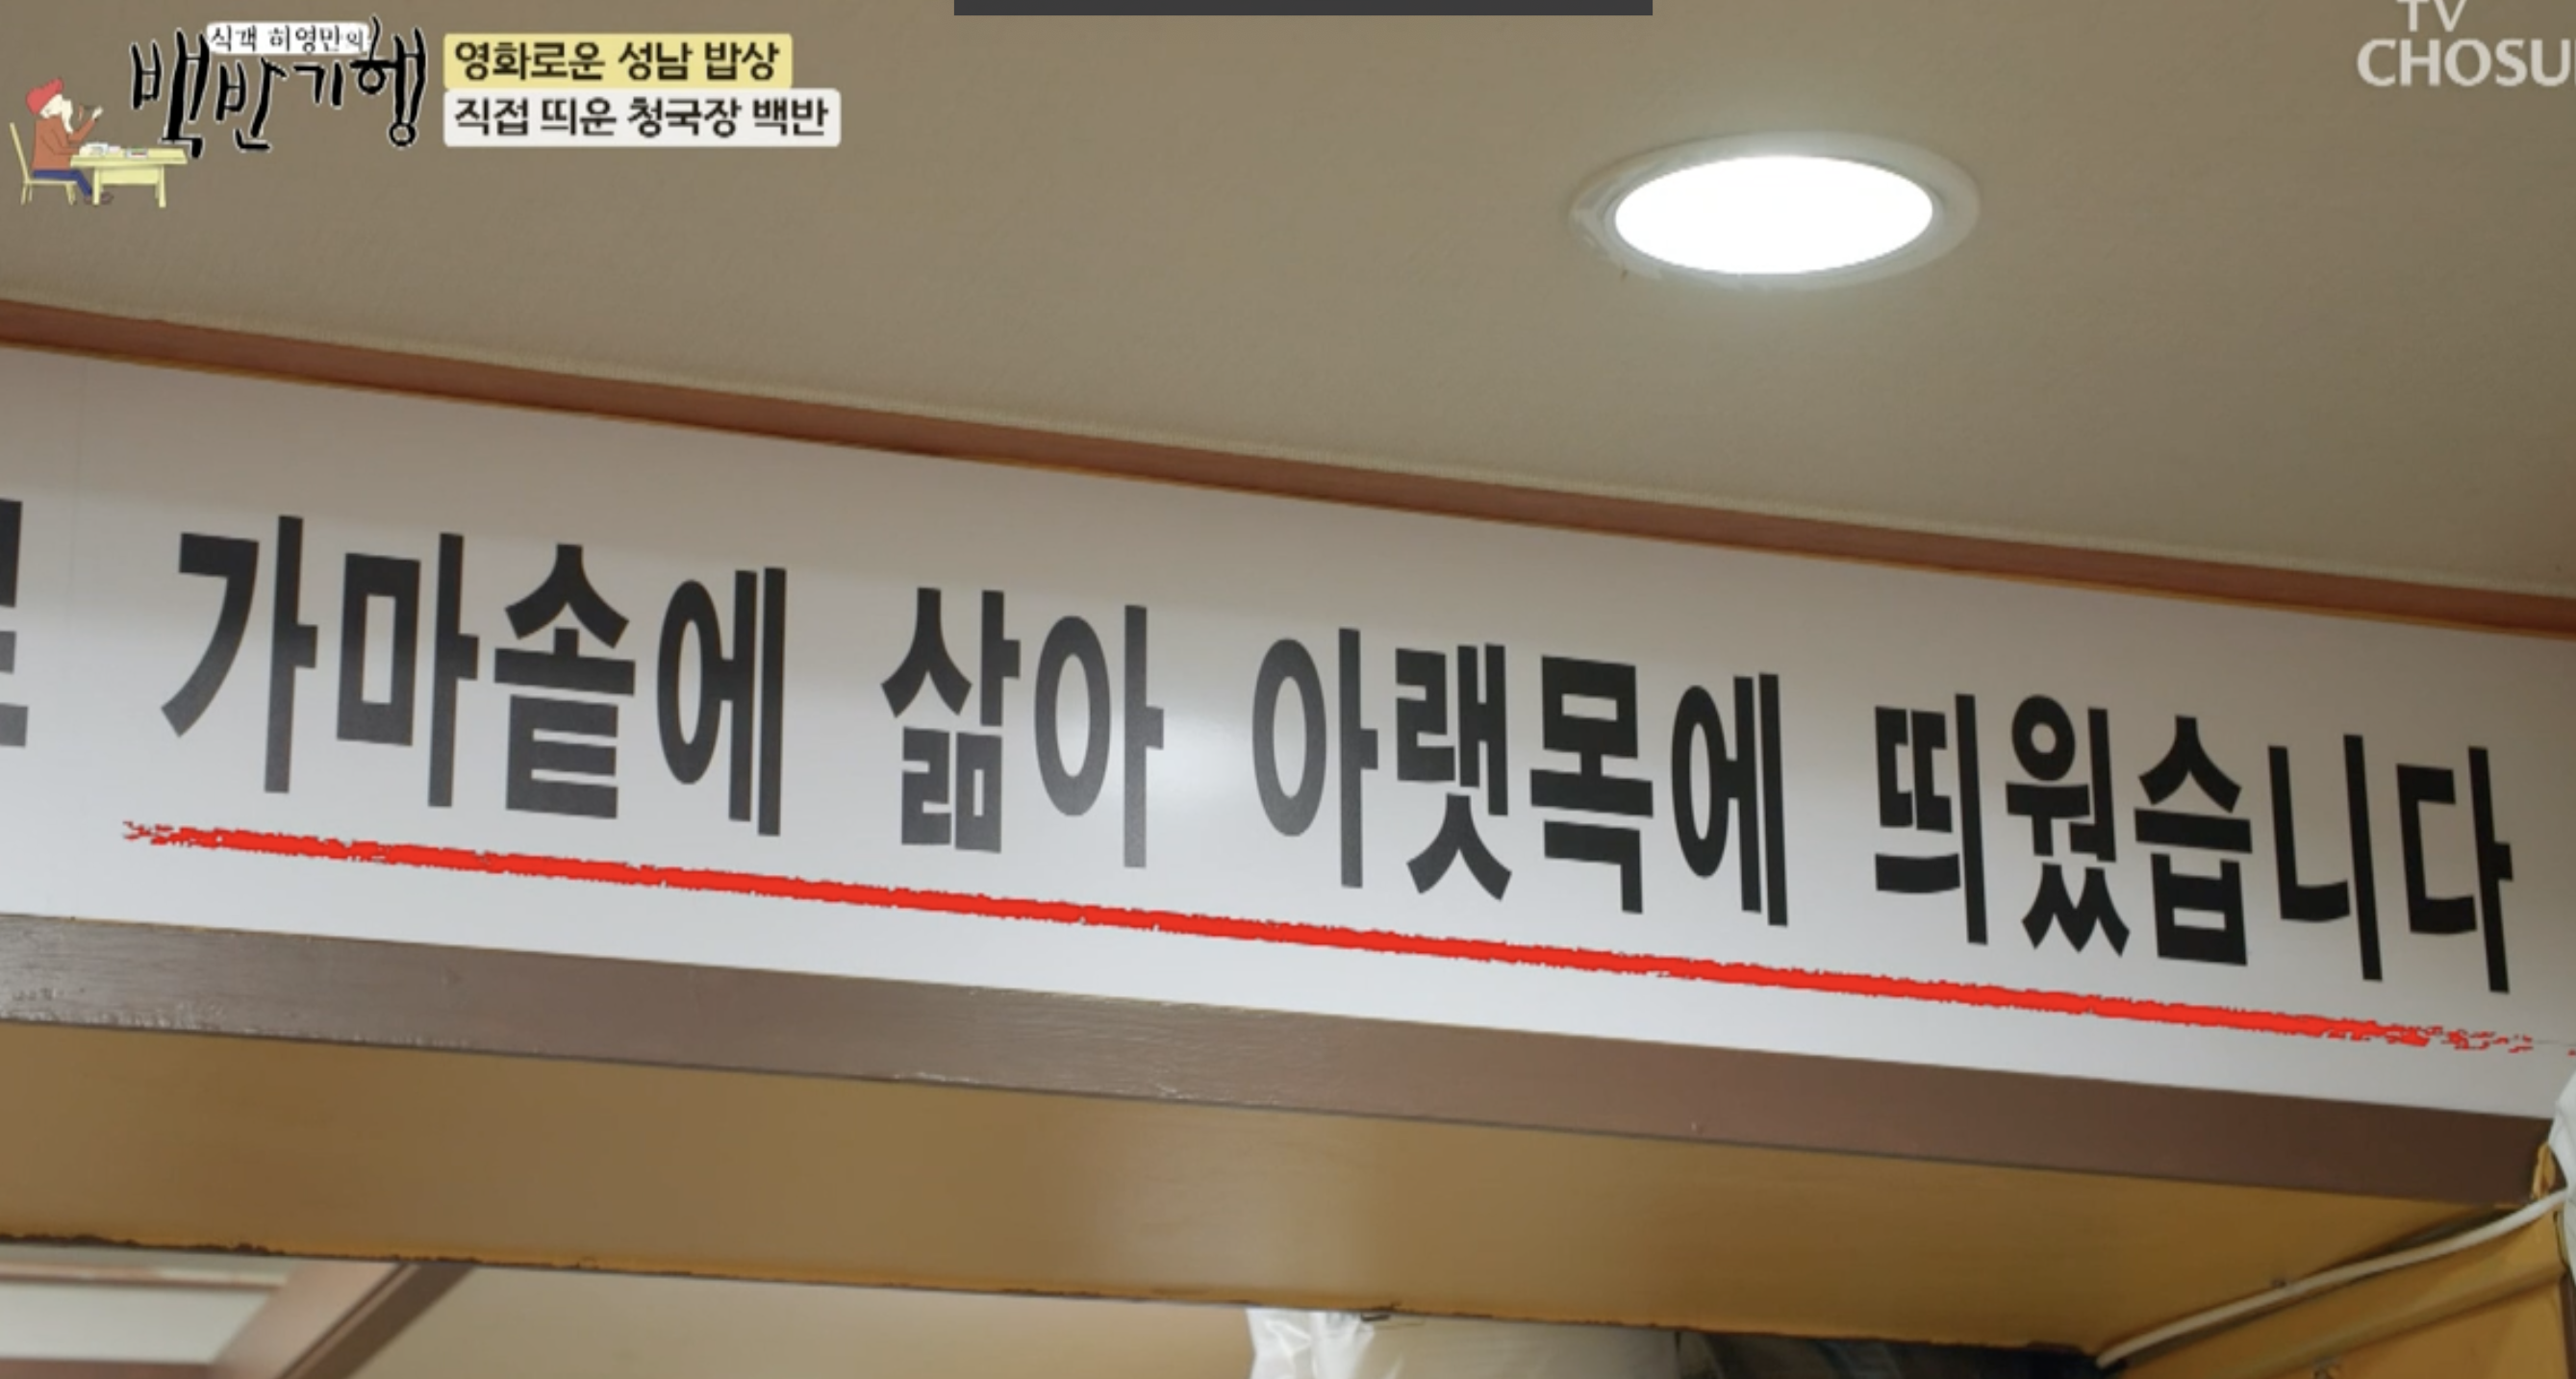 식객 허영만의
백반기행
영화로운 성남 밥상
직접 띄운 청국장 백반
TV
CHOSU
가마솥에 삶아 아랫목에 띄웠습니다